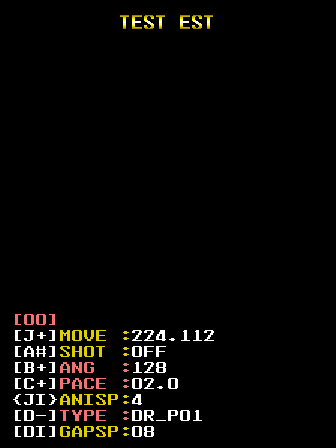 TEST EST
[00]
[J+]MOVE :224.112
[A#]SHOT :OFF
[B+]ANG :128
[C+]PACE :02.0
{JI}ANISP:4
[D-]TYPE :DR_P01
[DI]GAPSP:08